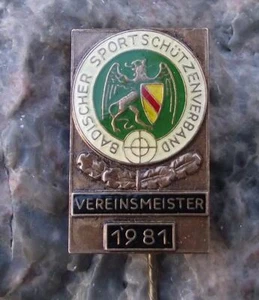 BADISCHER SPORTSCHÜTZENVERBAND
VEREINSMEISTER
1981